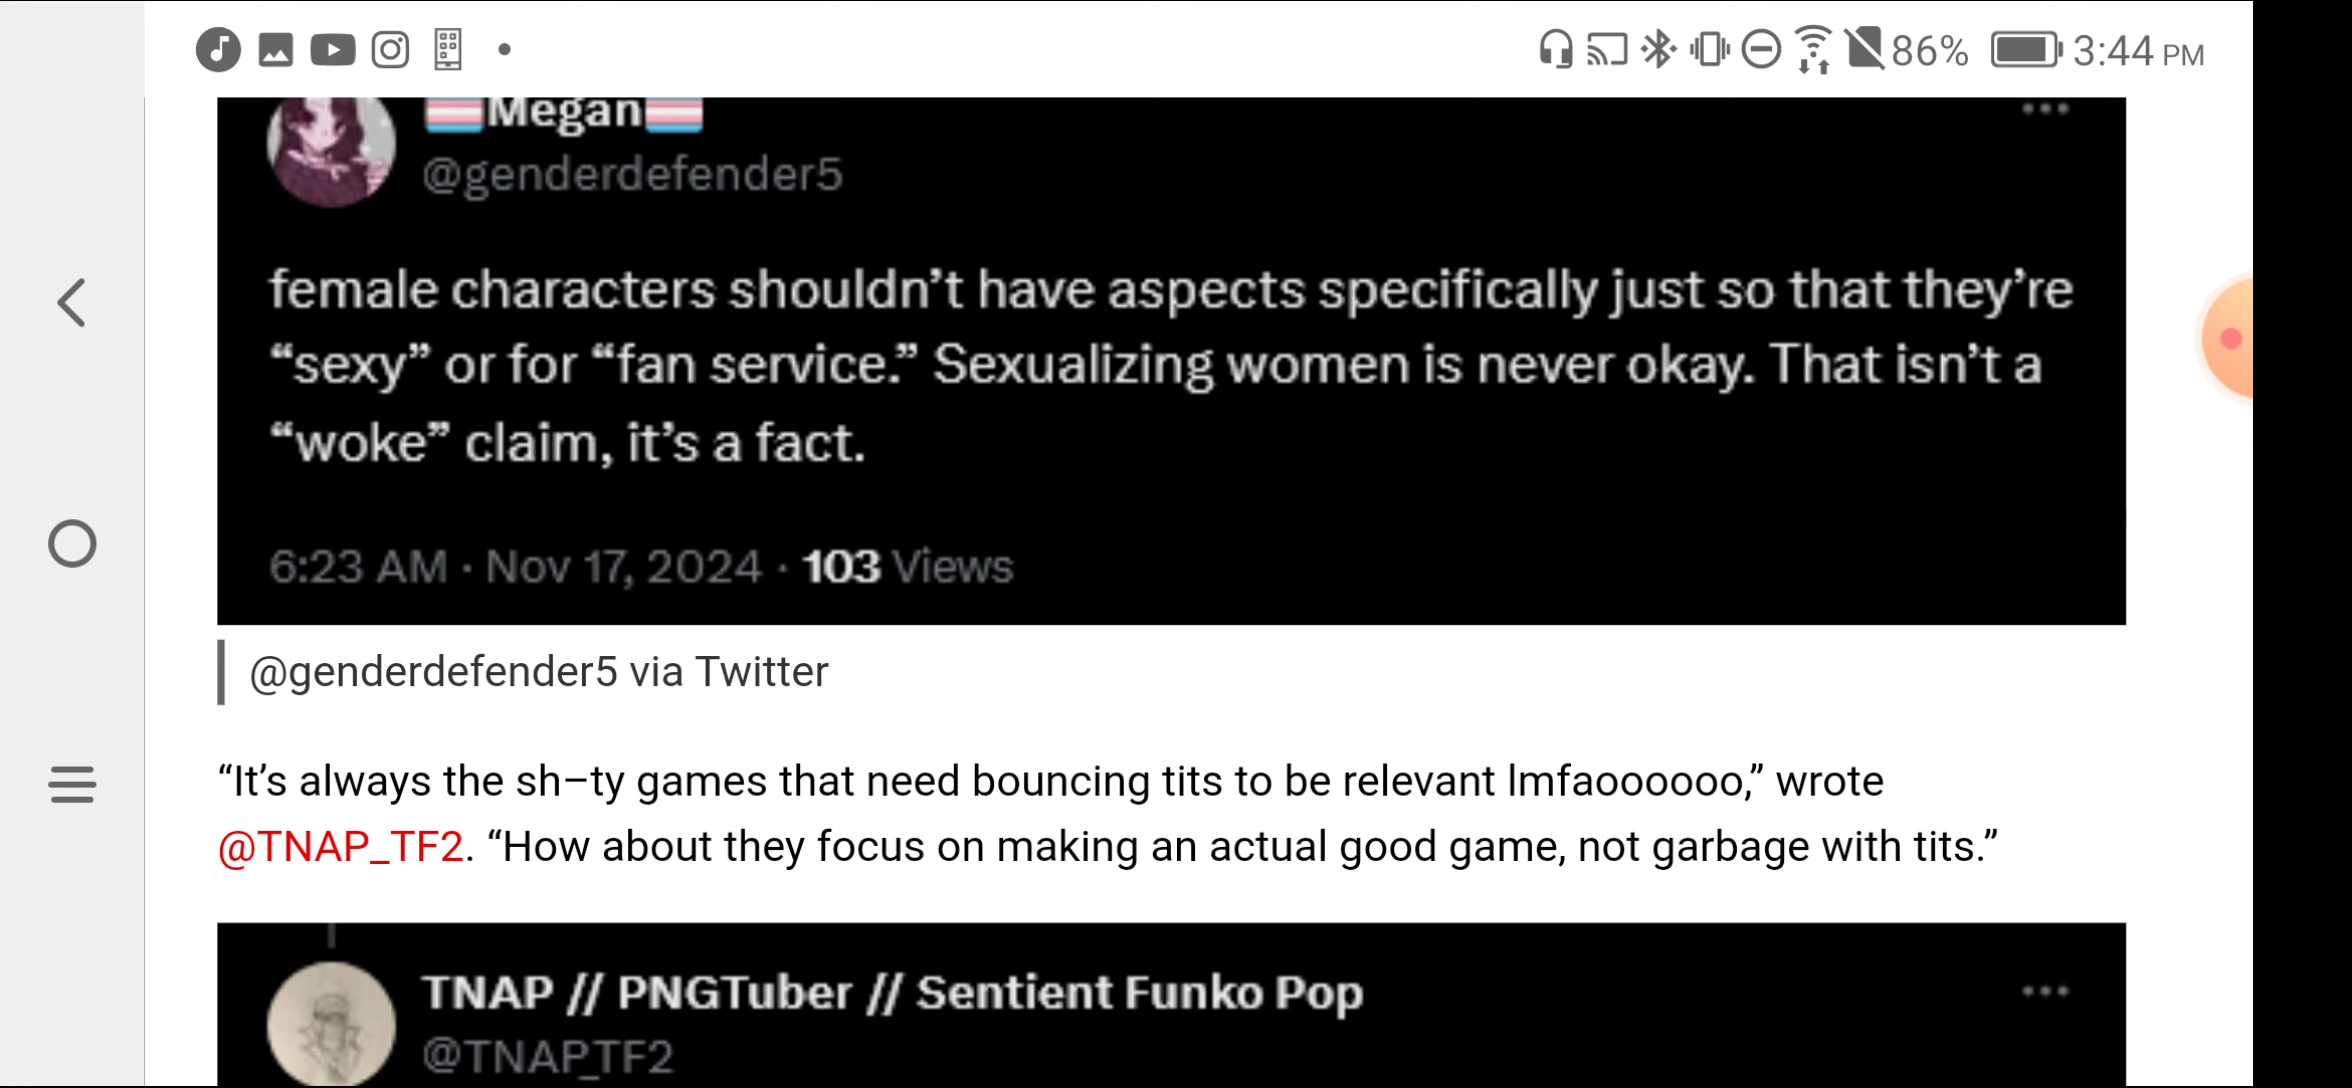 86% 3:44 PM
Megan
@genderdefender5
female characters shouldn’t have aspects specifically just so that they’re
“sexy” or for “fan service.” Sexualizing women is never okay. That isn’t a
“woke” claim, it’s a fact.
6:23 AM · Nov 17, 2024 · 103 Views
@genderdefender5 via Twitter
“It’s always the sh–ty games that need bouncing tits to be relevant lmfaoooooo,” wrote
@TNAP_TF2. “How about they focus on making an actual good game, not garbage with tits.”
TNAP // PNGTuber // Sentient Funko Pop
@TNAP_TF2